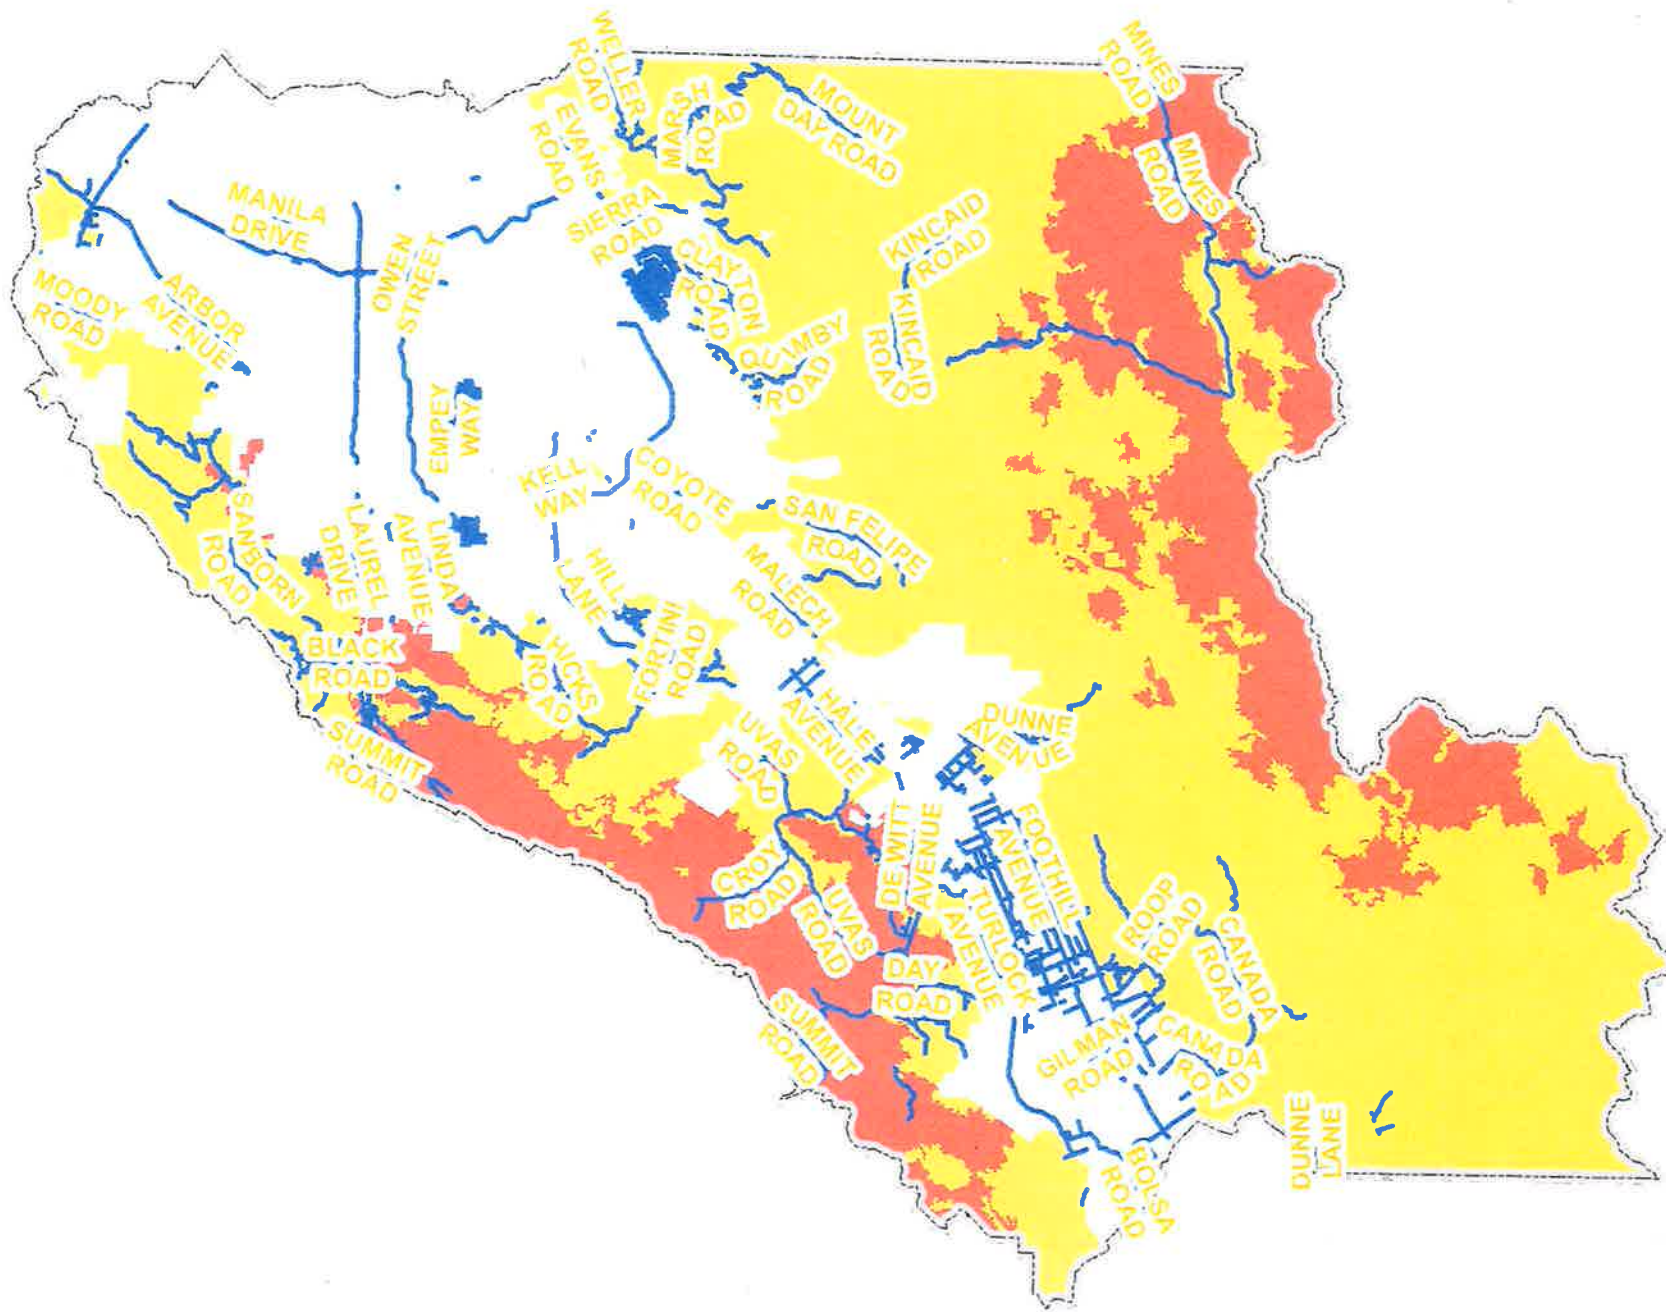 WELLER
ROAD
MINES
ROAD
EVANS
ROAD
MARSH
ROAD
MOUNT
DAY ROAD
MINES
ROAD
MANILA
DRIVE
SIERRA
ROAD
OWEN
STREET
KINCAID
ROAD
CLAYTON
ROAD
MOODY
ROAD
ARBOR
AVENUE
KINCAID
ROAD
QUIMBY
ROAD
EMPEY
WAY
KELL
WAY
COYOTE
ROAD
SAN FELIPE
ROAD
SANBORN
ROAD
LAUREL
DRIVE
LINDA
AVENUE
HILL
LANE
MALECH
ROAD
BLACK
ROAD
HICKS
ROAD
FORTINI
ROAD
HALE
AVENUE
DUNNE
AVENUE
SUMMIT
ROAD
UVAS
ROAD
DE WITT
AVENUE
FOOTHILL
AVENUE
CROY
ROAD
UVAS
ROAD
TURLOCK
AVENUE
ROOP
ROAD
CANADA
ROAD
DAY
ROAD
SUMMIT
ROAD
GILMAN
ROAD
CANADA
ROAD
DUNNE
LANE
BOLSA
ROAD